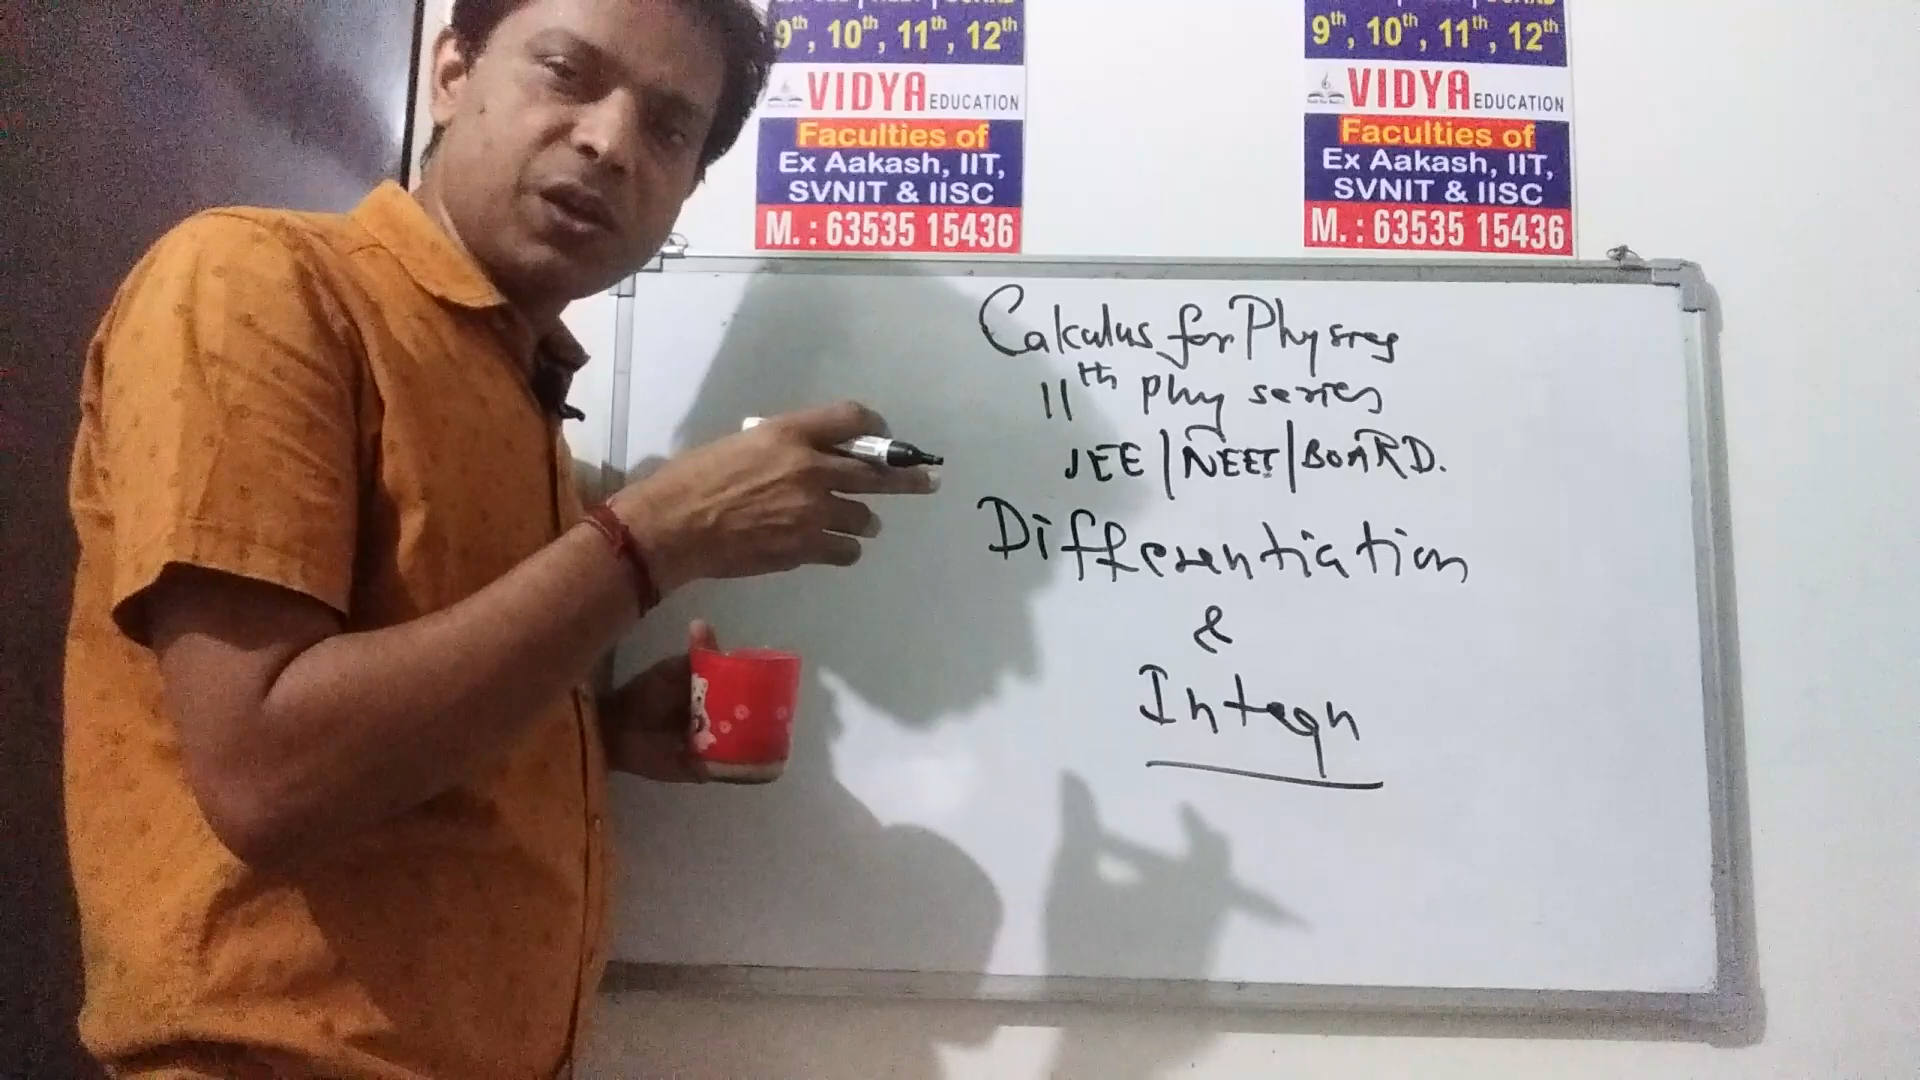 9th, 10th, 11th, 12th
VIDYA EDUCATION
Faculties of
Ex Aakash, IIT,
SVNIT & IISC
M. : 63535 15436
9th, 10th, 11th, 12th
VIDYA EDUCATION
Faculties of
Ex Aakash, IIT,
SVNIT & IISC
M. : 63535 15436
Calculus for Physics
11th Phy series
JEE | NEET | BOARD.
Differentiation
&
Integn